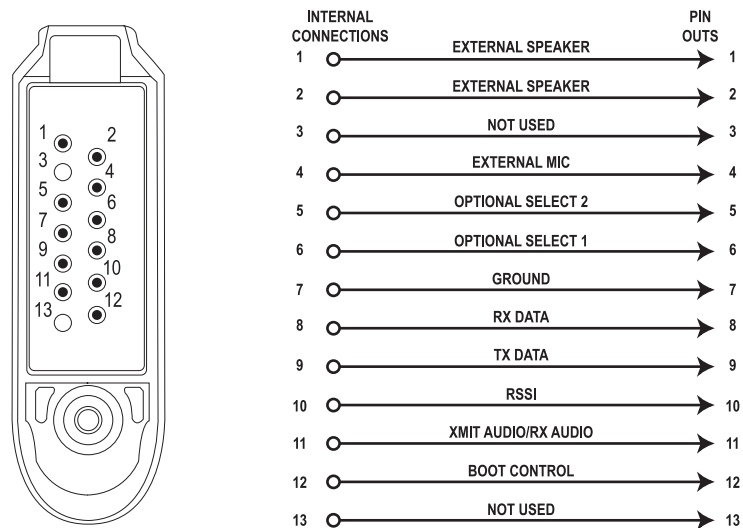 1
2
3
4
5
6
7
8
9
10
11
12
13
INTERNAL CONNECTIONS
PIN OUTS
1 EXTERNAL SPEAKER 1
2 EXTERNAL SPEAKER 2
3 NOT USED 3
4 EXTERNAL MIC 4
5 OPTIONAL SELECT 2 5
6 OPTIONAL SELECT 1 6
7 GROUND 7
8 RX DATA 8
9 TX DATA 9
10 RSSI 10
11 XMIT AUDIO/RX AUDIO 11
12 BOOT CONTROL 12
13 NOT USED 13